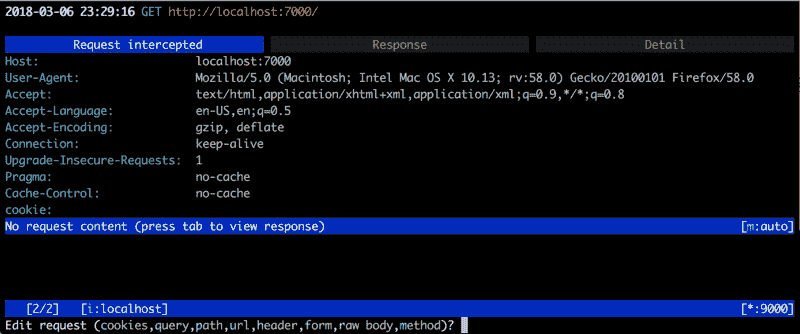 2018-03-06 23:29:16 GET http://localhost:7000/
Request intercepted Response Detail
Host: localhost:7000
User-Agent: Mozilla/5.0 (Macintosh; Intel Mac OS X 10.13; rv:58.0) Gecko/20100101 Firefox/58.0
Accept: text/html,application/xhtml+xml,application/xml;q=0.9,*/*;q=0.8
Accept-Language: en-US,en;q=0.5
Accept-Encoding: gzip, deflate
Connection: keep-alive
Upgrade-Insecure-Requests: 1
Pragma: no-cache
Cache-Control: no-cache
cookie:
No request content (press tab to view response) [m:auto]
[2/2] [i:localhost] [*:9000]
Edit request (cookies,query,path,url,header,form,raw body,method)?